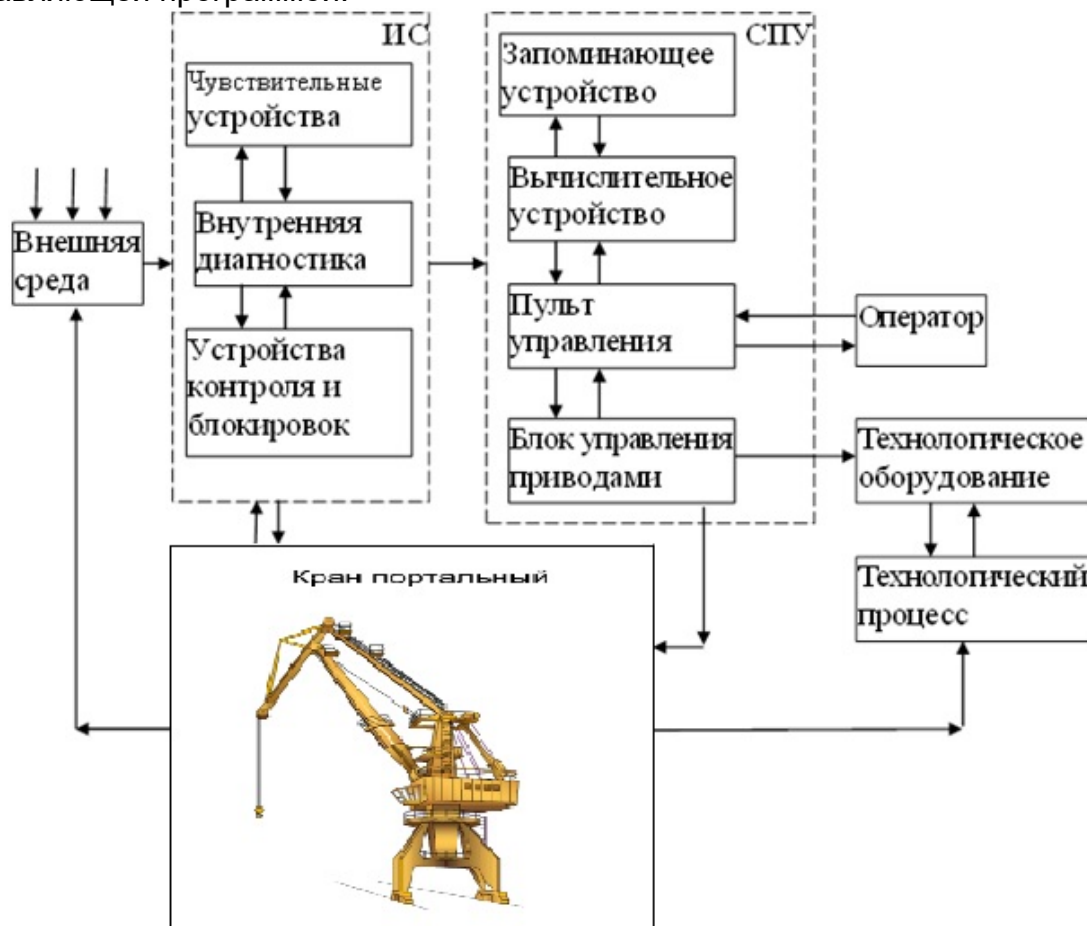 ИС
СПУ
Чувствительные
устройства
Внутренняя
диагностика
Устройства
контроля и
блокировок
Внешняя
среда
Запоминающее
устройство
Вычислительное
устройство
Пульт
управления
Блок управления
приводами
Оператор
Технологическое
оборудование
Технологический
процесс
Кран портальный